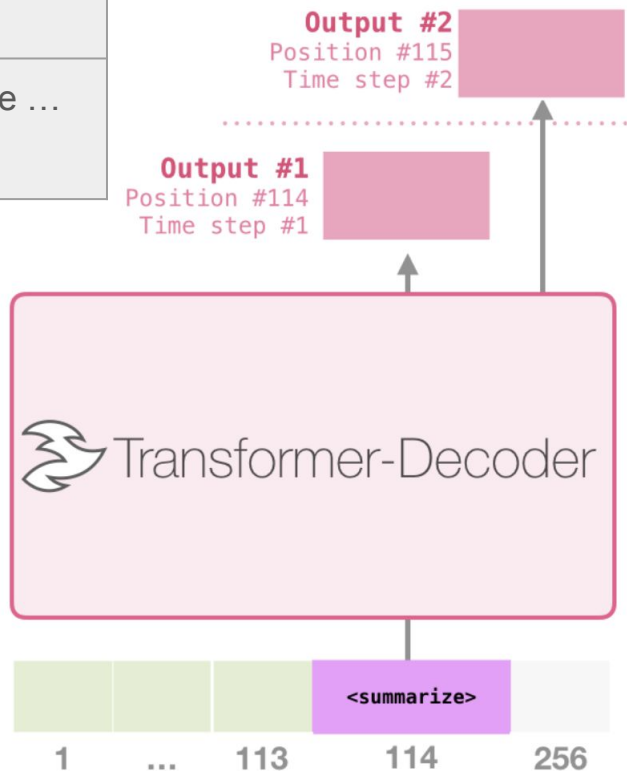 e ...
Output #2
Position #115
Time step #2
Output #1
Position #114
Time step #1
Transformer-Decoder
<summarize>
1 ... 113 114 256